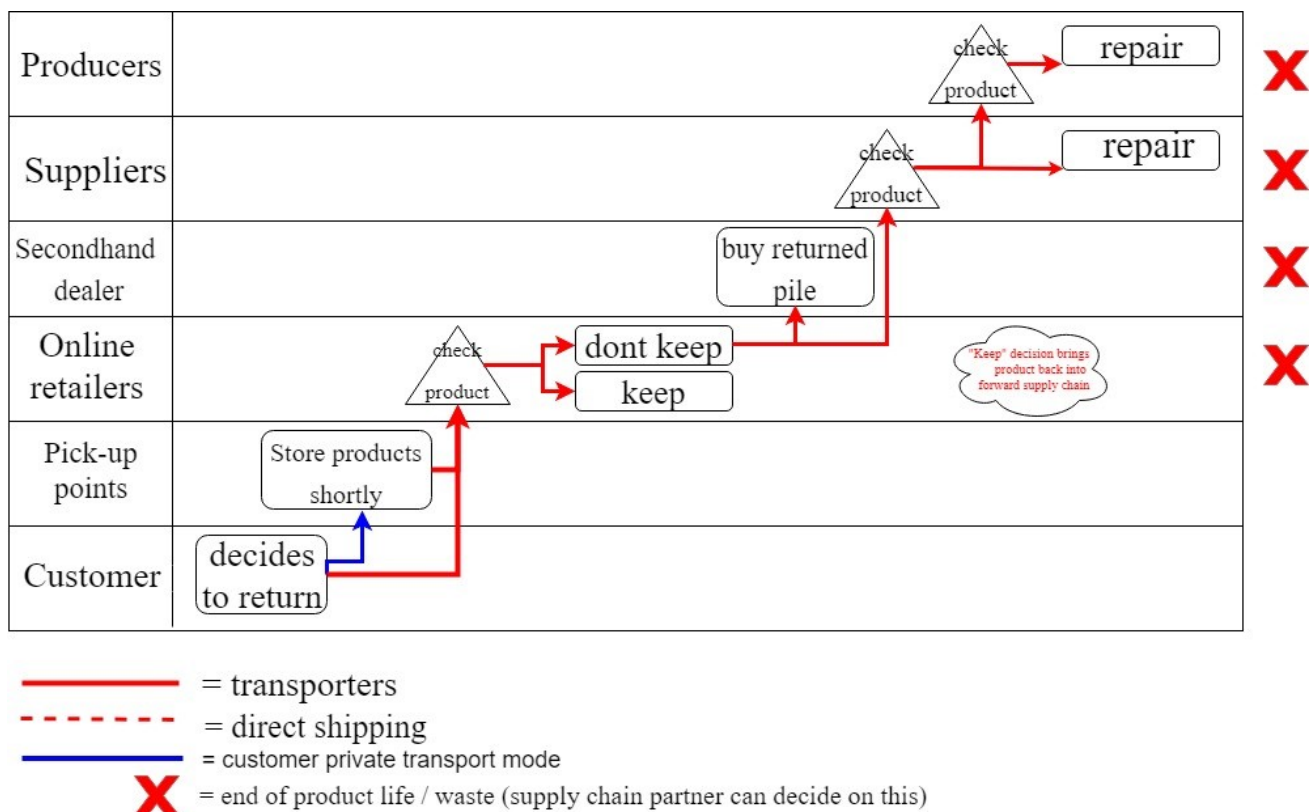 Producers
check
product
repair
X
Suppliers
check
product
repair
X
Secondhand
dealer
buy returned
pile
X
Online
retailers
check
product
dont keep
keep
"Keep" decision brings
product back into
forward supply chain
X
Pick-up
points
Store products
shortly
Customer
decides
to return
= transporters
= direct shipping
= customer private transport mode
X = end of product life / waste (supply chain partner can decide on this)